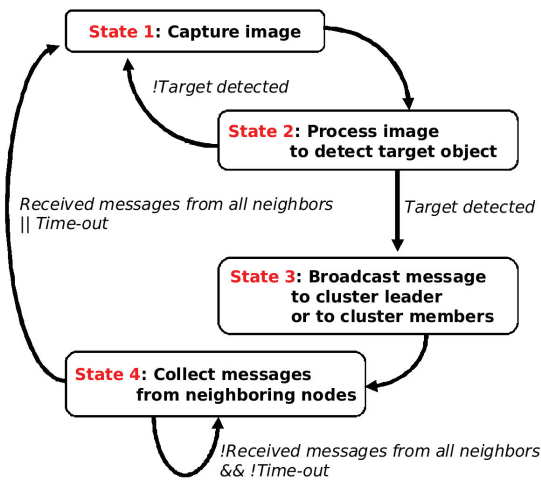 State 1: Capture image
!Target detected
State 2: Process image
to detect target object
Received messages from all neighbors
|| Time-out
Target detected
State 3: Broadcast message
to cluster leader
or to cluster members
State 4: Collect messages
from neighboring nodes
!Received messages from all neighbors
&& !Time-out